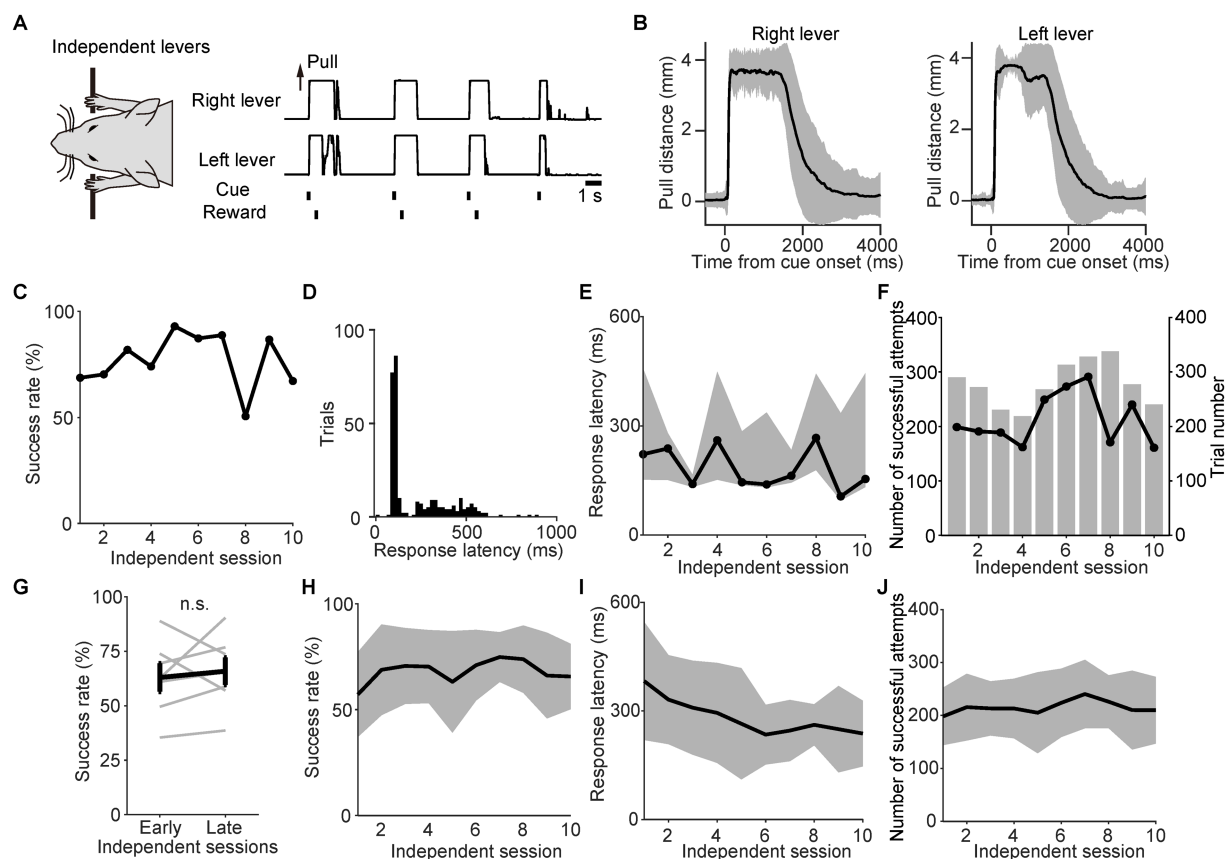 A
Independent levers
Pull
Right lever
Left lever
Cue
Reward
1 s
B
Right lever
Pull distance (mm)
4
2
0
0
2000
4000
Time from cue onset (ms)
Left lever
Pull distance (mm)
4
2
0
0
2000
4000
Time from cue onset (ms)
C
Success rate (%)
100
50
0
2
4
6
8
10
Independent session
D
Trials
100
50
0
0
500
1000
Response latency (ms)
E
Response latency (ms)
600
300
0
2
4
6
8
10
Independent session
F
Number of successful attempts
400
300
200
100
0
2
4
6
8
10
Independent session
400
300
200
100
0
Trial number
G
Success rate (%)
100
75
50
25
0
n.s.
Early
Late
Independent sessions
H
Success rate (%)
100
50
0
2
4
6
8
10
Independent session
I
Response latency (ms)
600
300
0
2
4
6
8
10
Independent session
J
Number of successful attempts
400
300
200
100
0
2
4
6
8
10
Independent session